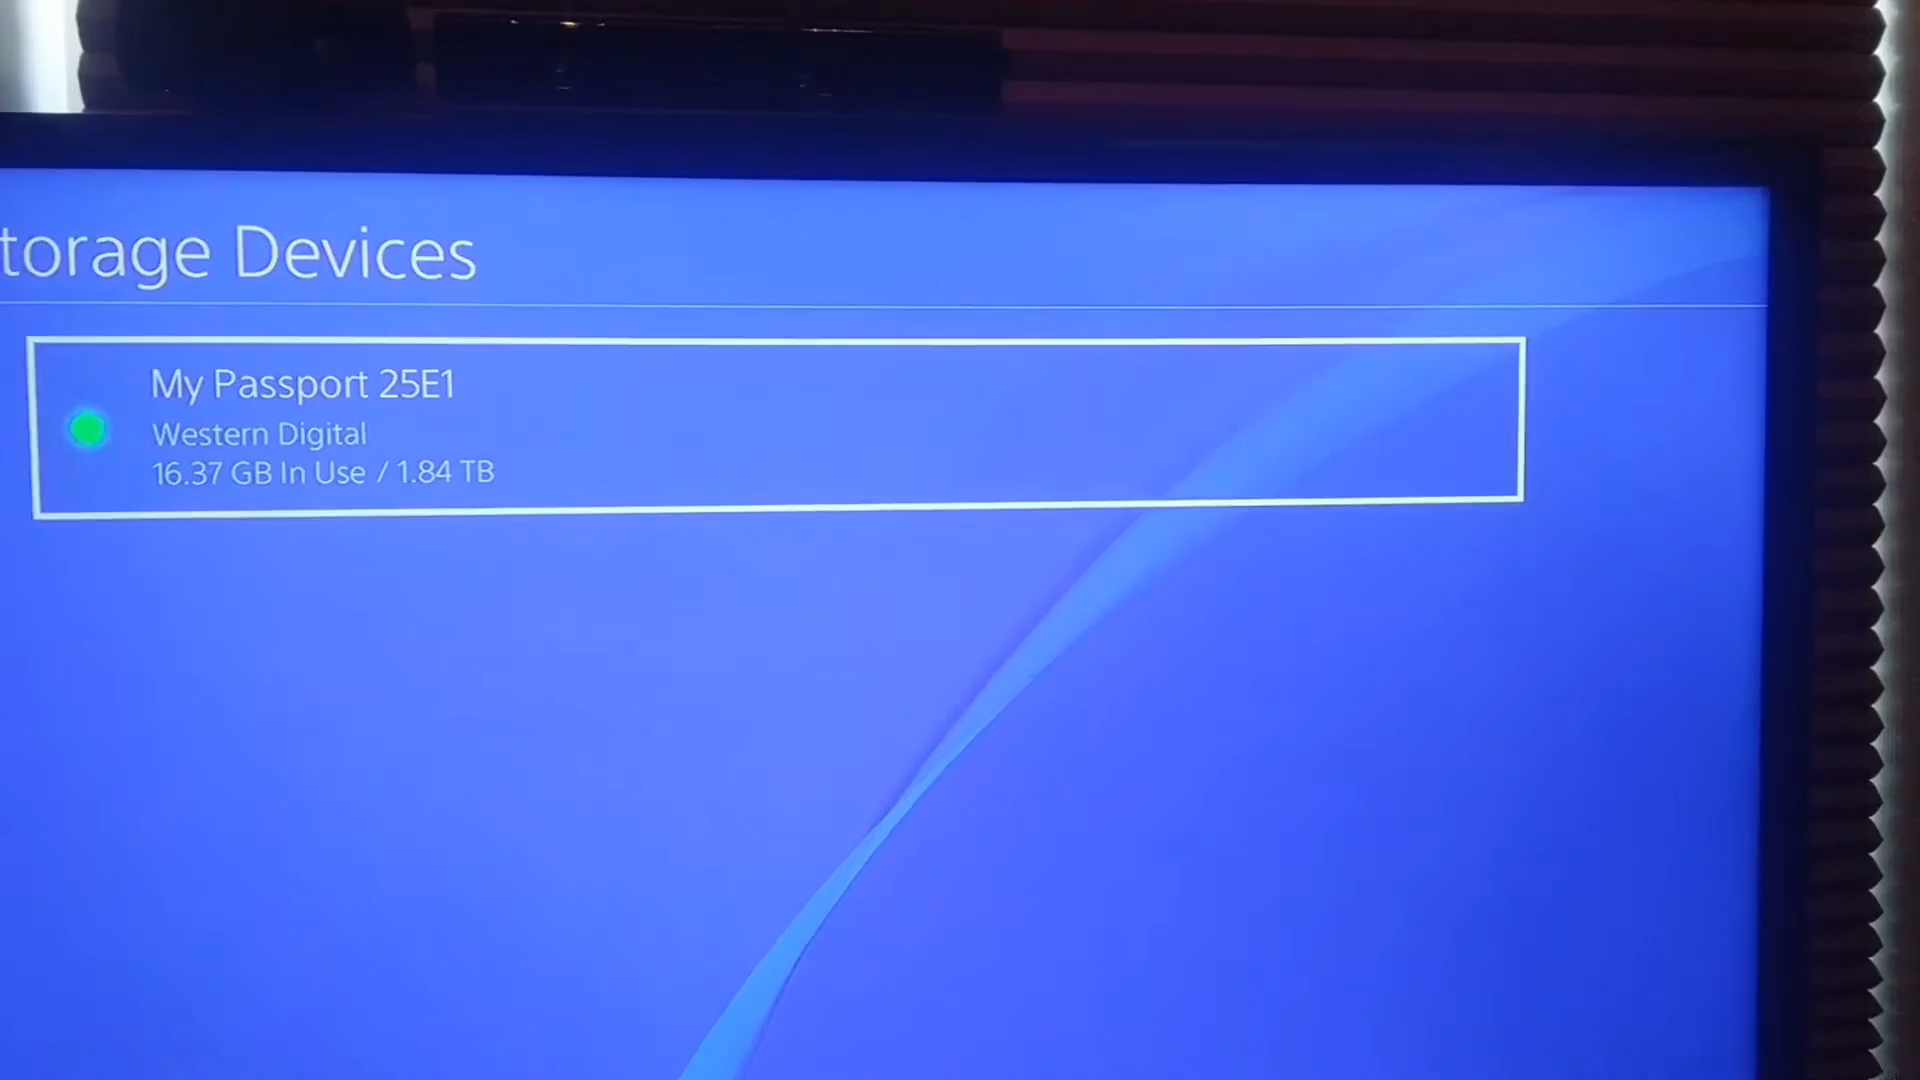 torage Devices
My Passport 25E1
Western Digital
16.37 GB In Use / 1.84 TB